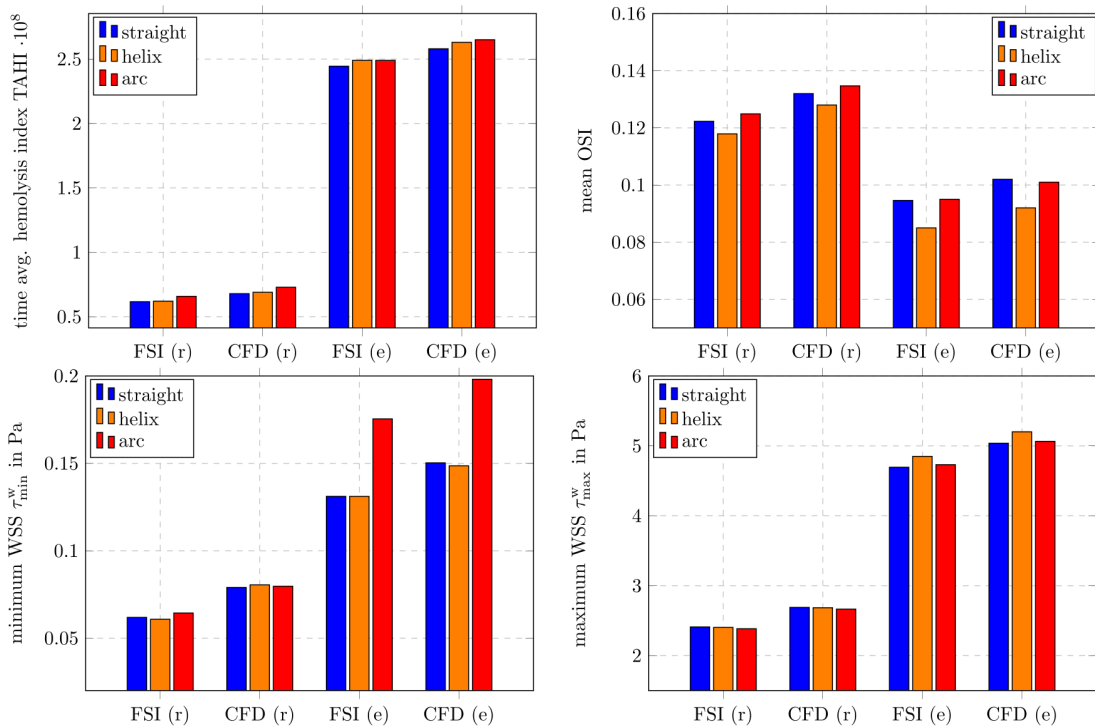 time avg. hemolysis index TAHI ·10⁸
2.5
2
1.5
1
0.5
straight
helix
arc
FSI (r) CFD (r) FSI (e) CFD (e)
mean OSI
0.16
0.14
0.12
0.1
0.08
0.06
straight
helix
arc
FSI (r) CFD (r) FSI (e) CFD (e)
minimum WSS τʷmin in Pa
0.2
0.15
0.1
0.05
straight
helix
arc
FSI (r) CFD (r) FSI (e) CFD (e)
maximum WSS τʷmax in Pa
6
5
4
3
2
straight
helix
arc
FSI (r) CFD (r) FSI (e) CFD (e)